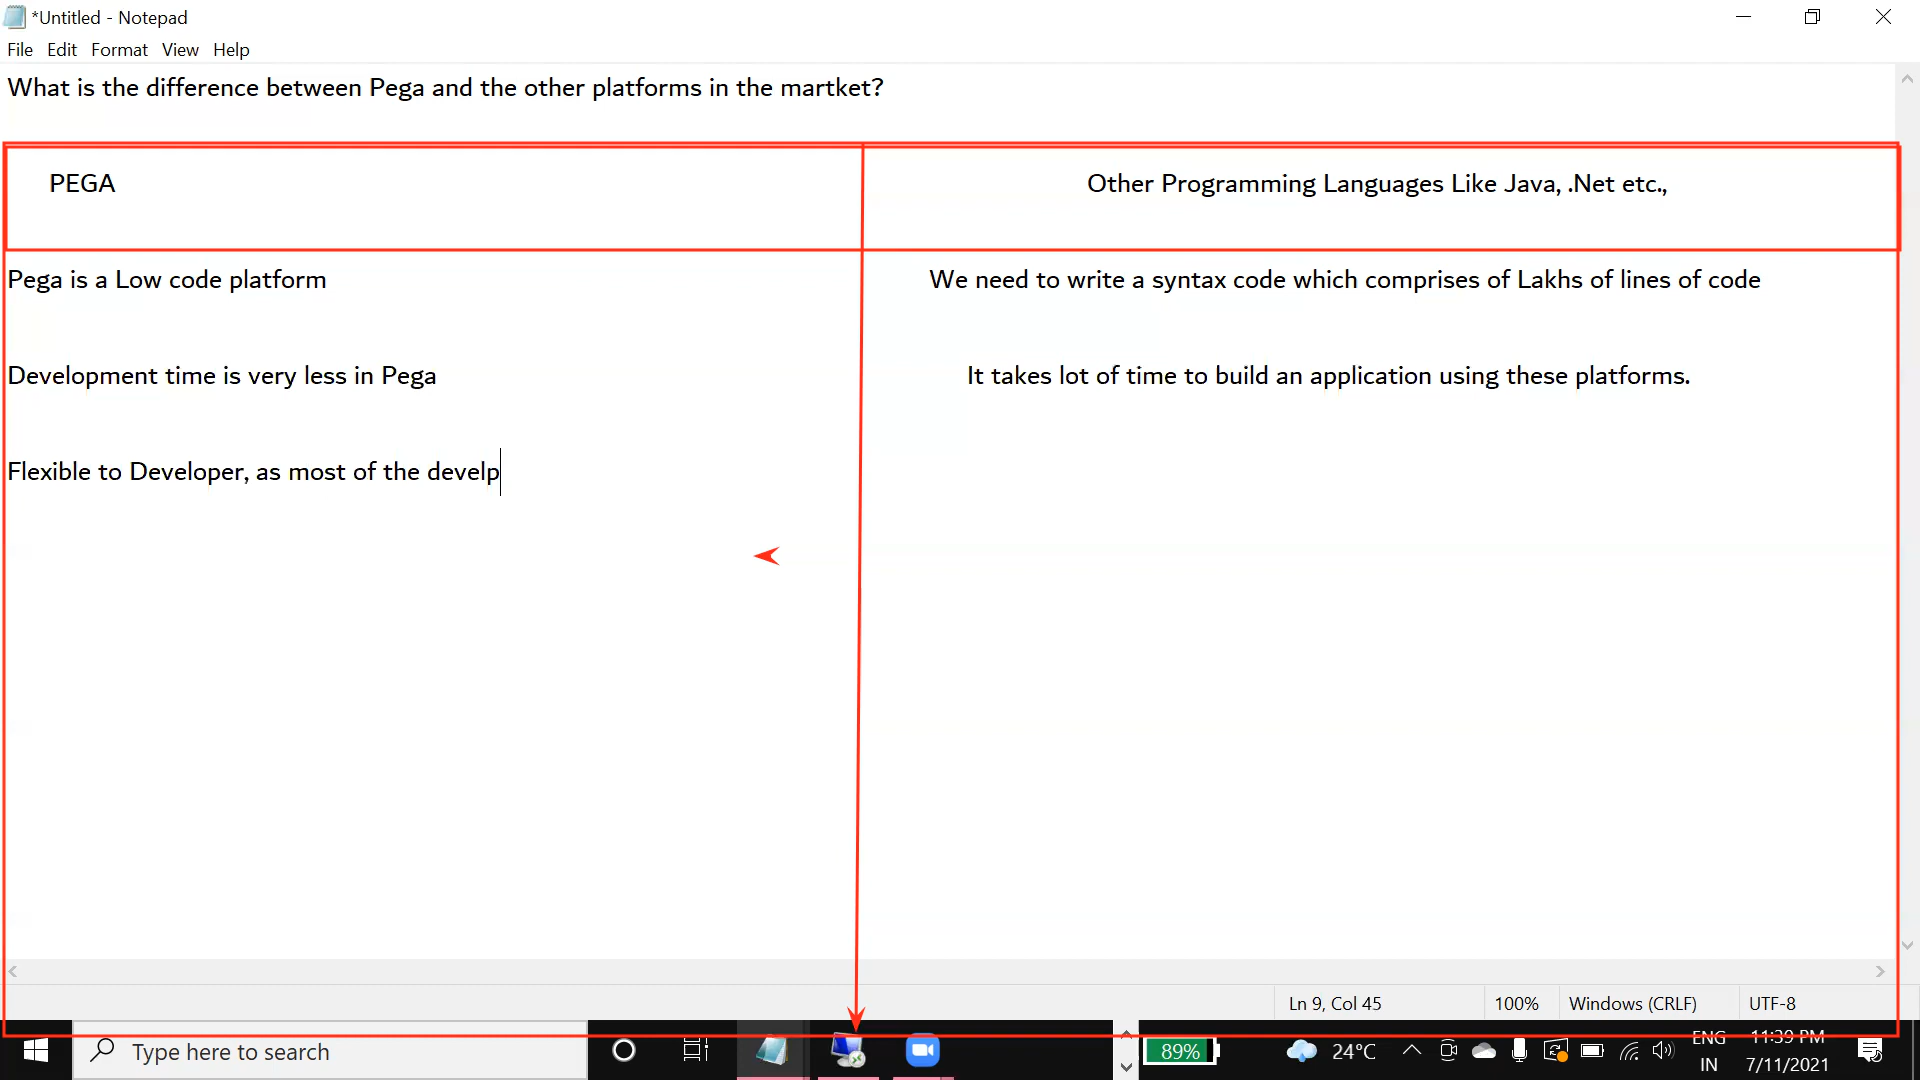 *Untitled - Notepad
File Edit Format View Help
What is the difference between Pega and the other platforms in the martket?
PEGA Other Programming Languages Like Java, .Net etc.,
Pega is a Low code platform We need to write a syntax code which comprises of Lakhs of lines of code
Development time is very less in Pega It takes lot of time to build an application using these platforms.
Flexible to Developer, as most of the develp
Ln 9, Col 45 100% Windows (CRLF) UTF-8
Type here to search 89% 24°C ENG 11:39 PM
IN 7/11/2021